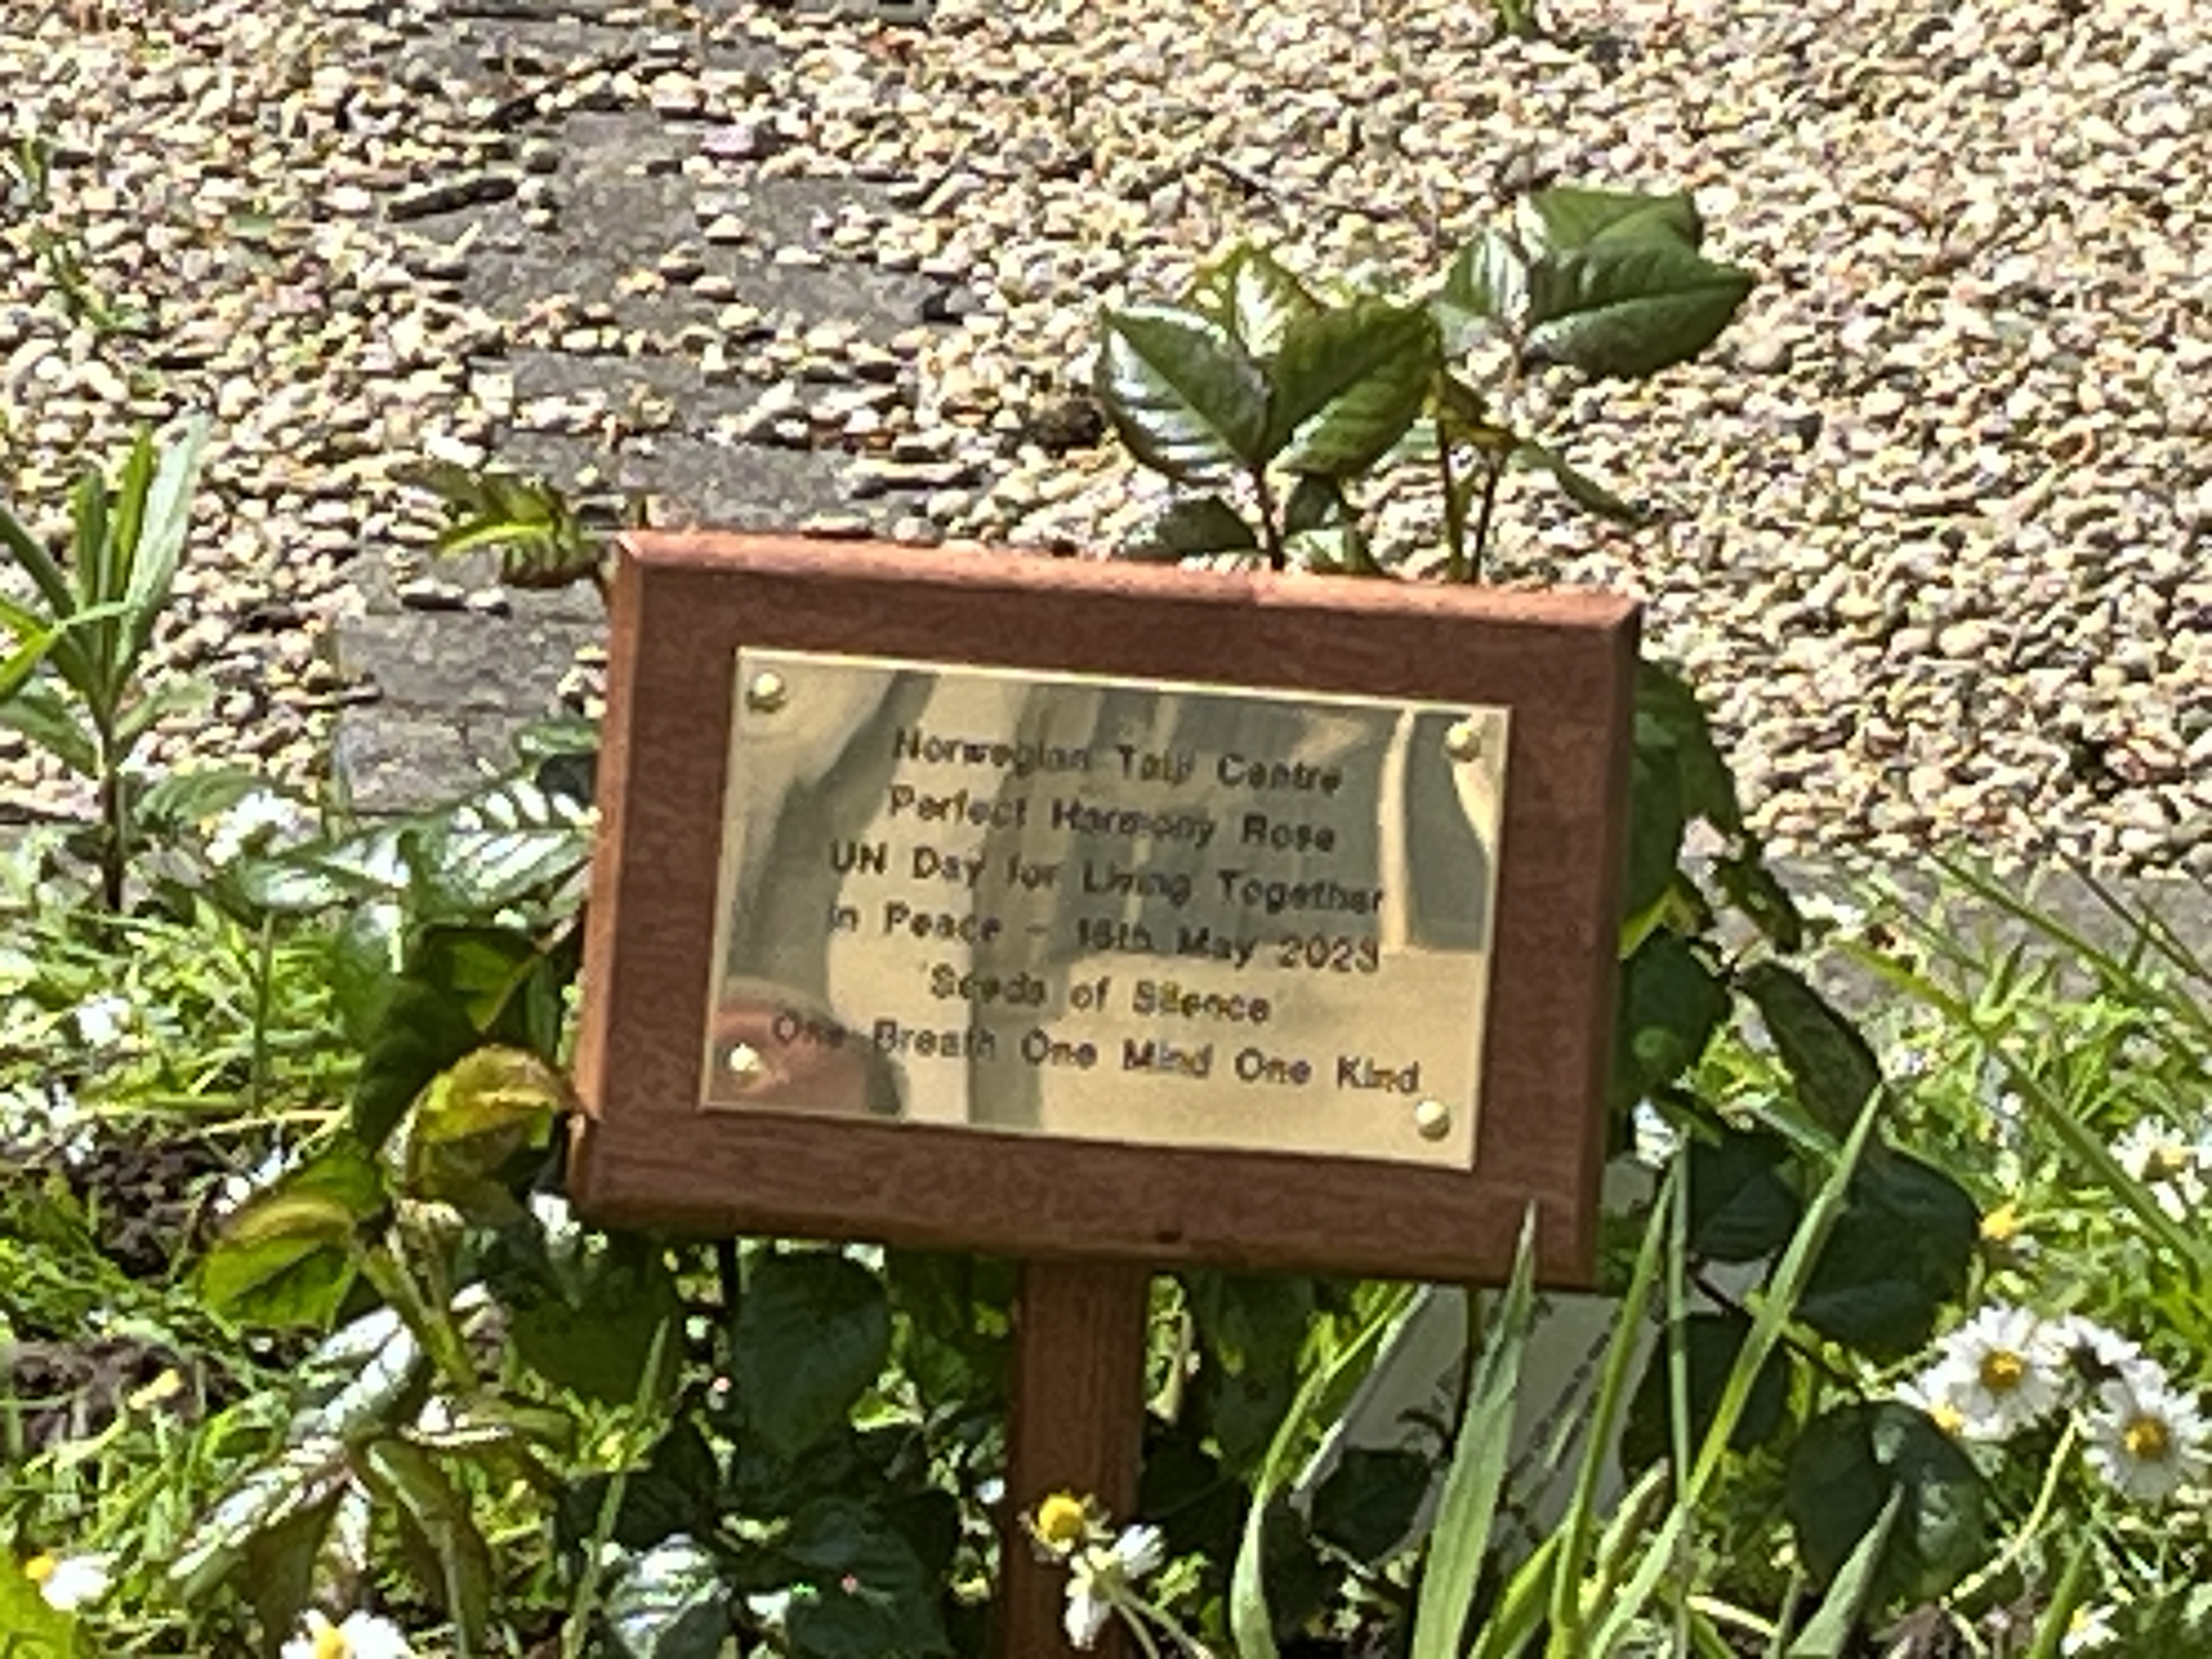 Norwegian Taiji Centre
Perfect Harmony Rose
UN Day for Living Together
in Peace - 16th May 2023
'Seeds of Silence'
One Breath One Mind One Kind